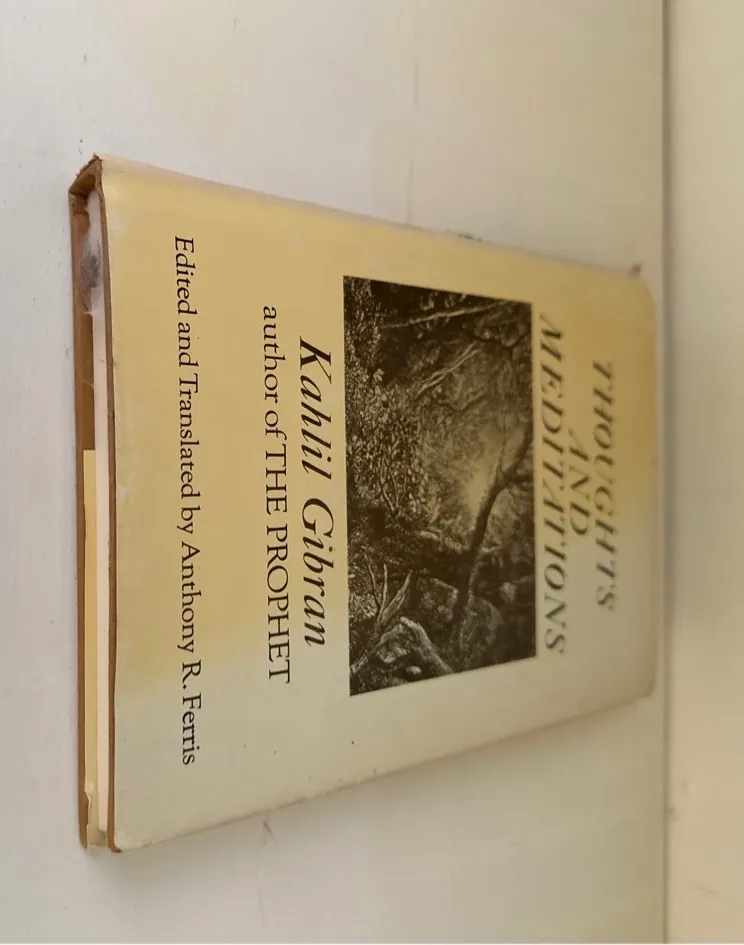 THOUGHTS
AND
MEDITATIONS
Kahlil Gibran
author of THE PROPHET
Edited and Translated by Anthony R. Ferris